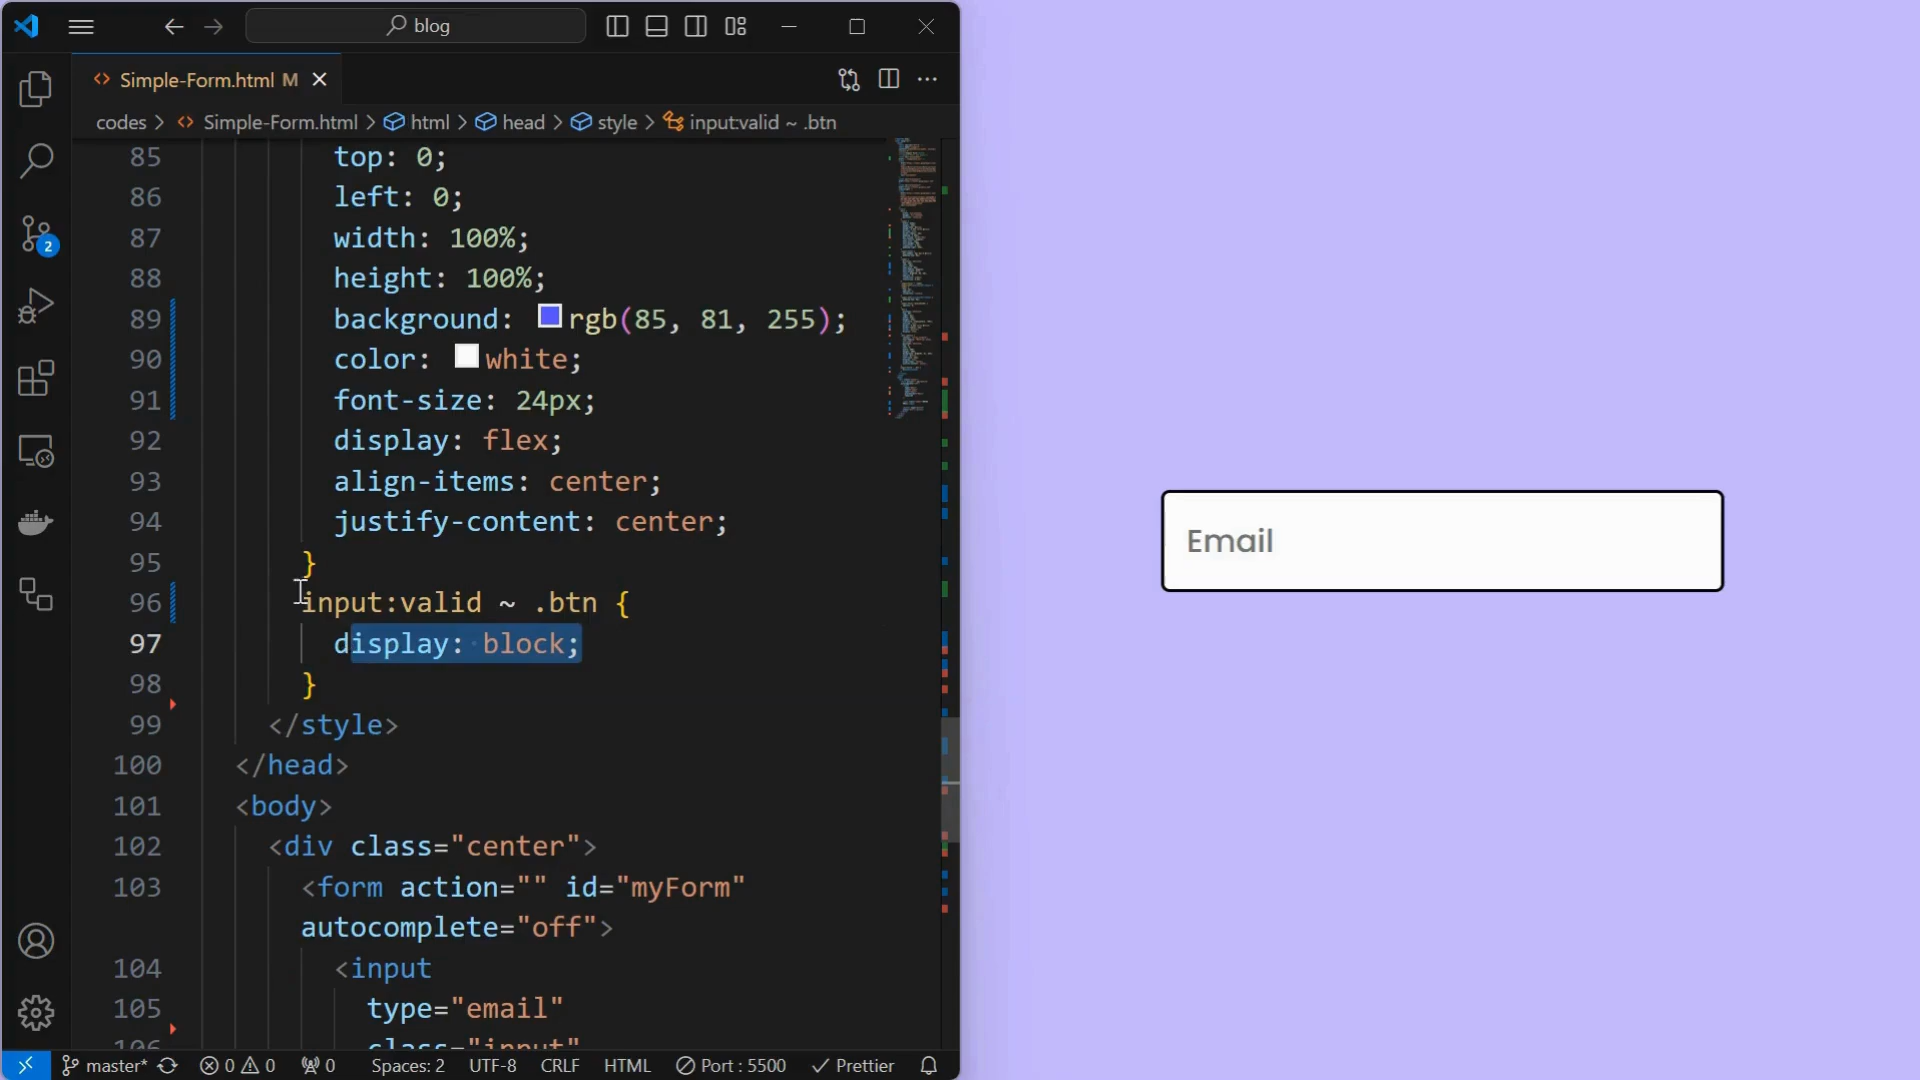 blog
Simple-Form.html M
codes > Simple-Form.html > html > head > style > input:valid ~ .btn
85 top: 0;
86 left: 0;
87 width: 100%;
88 height: 100%;
89 background: rgb(85, 81, 255);
90 color: white;
91 font-size: 24px;
92 display: flex;
93 align-items: center;
94 justify-content: center;
95 }
96 input:valid ~ .btn {
97 display: block;
98 }
99 </style>
100 </head>
101 <body>
102 <div class="center">
103 <form action="" id="myForm"
autocomplete="off">
104 <input
105 type="email"
106 class="input"
2
master* 0 0 0 Spaces: 2 UTF-8 CRLF HTML Port : 5500 Prettier
Email